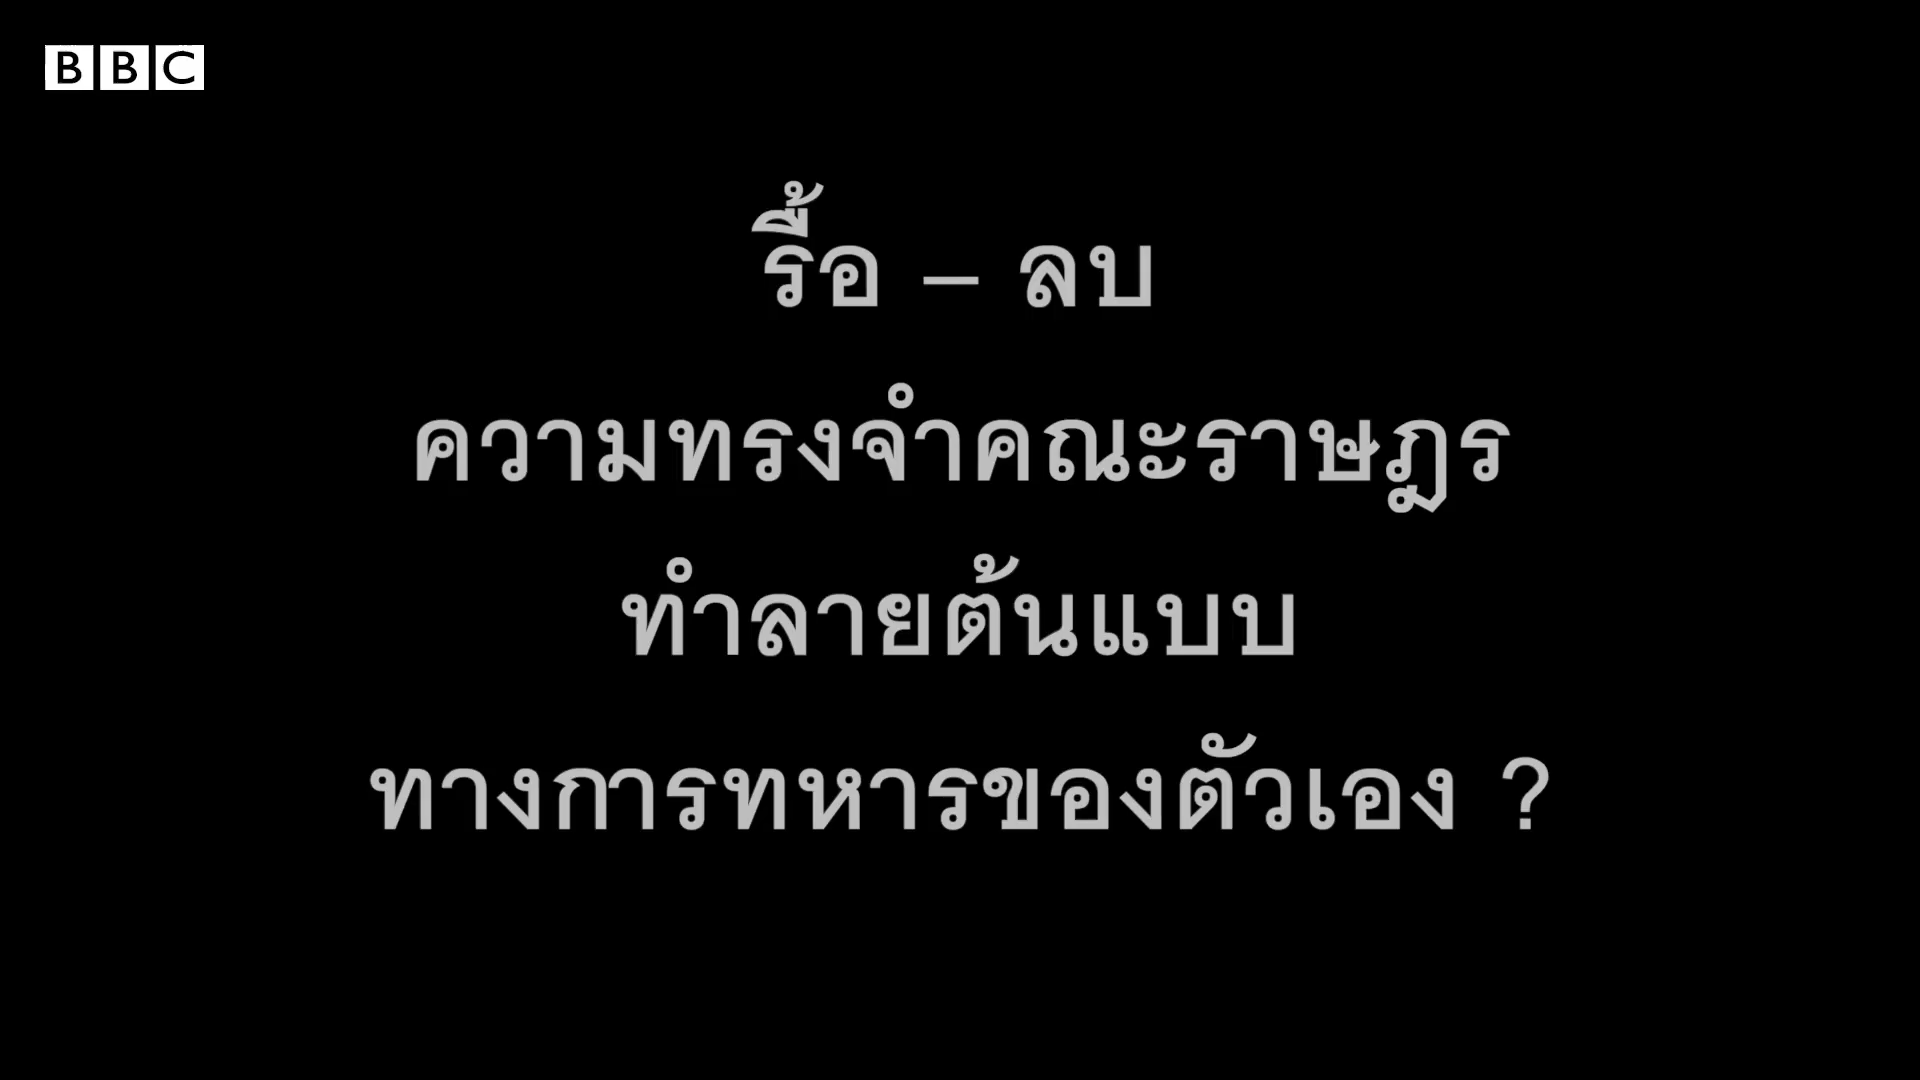 BBC
รื้อ – ลบ
ความทรงจำคณะราษฎร
ทำลายต้นแบบ
ทางการทหารของตัวเอง ?